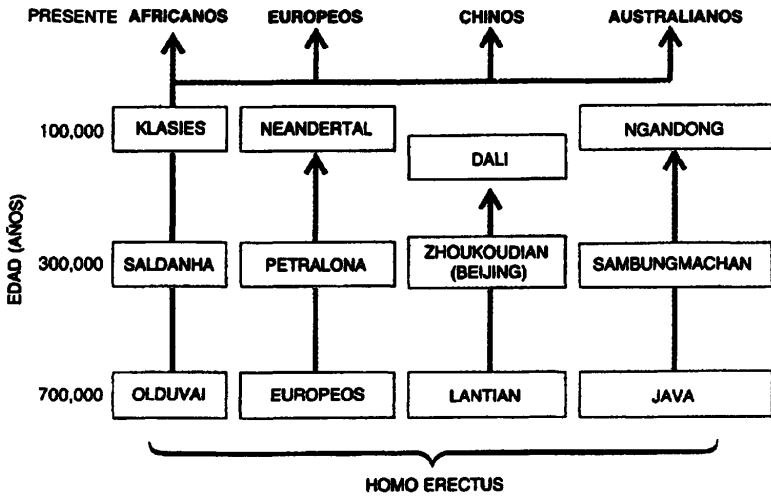 PRESENTE AFRICANOS EUROPEOS CHINOS AUSTRALIANOS
100,000 KLASIES NEANDERTAL NGANDONG
DALI
EDAD (AÑOS)
300,000 SALDANHA PETRALONA ZHOUKOUDIAN SAMBUNGMACHAN
(BEIJING)
700,000 OLDUVAI EUROPEOS LANTIAN JAVA
HOMO ERECTUS